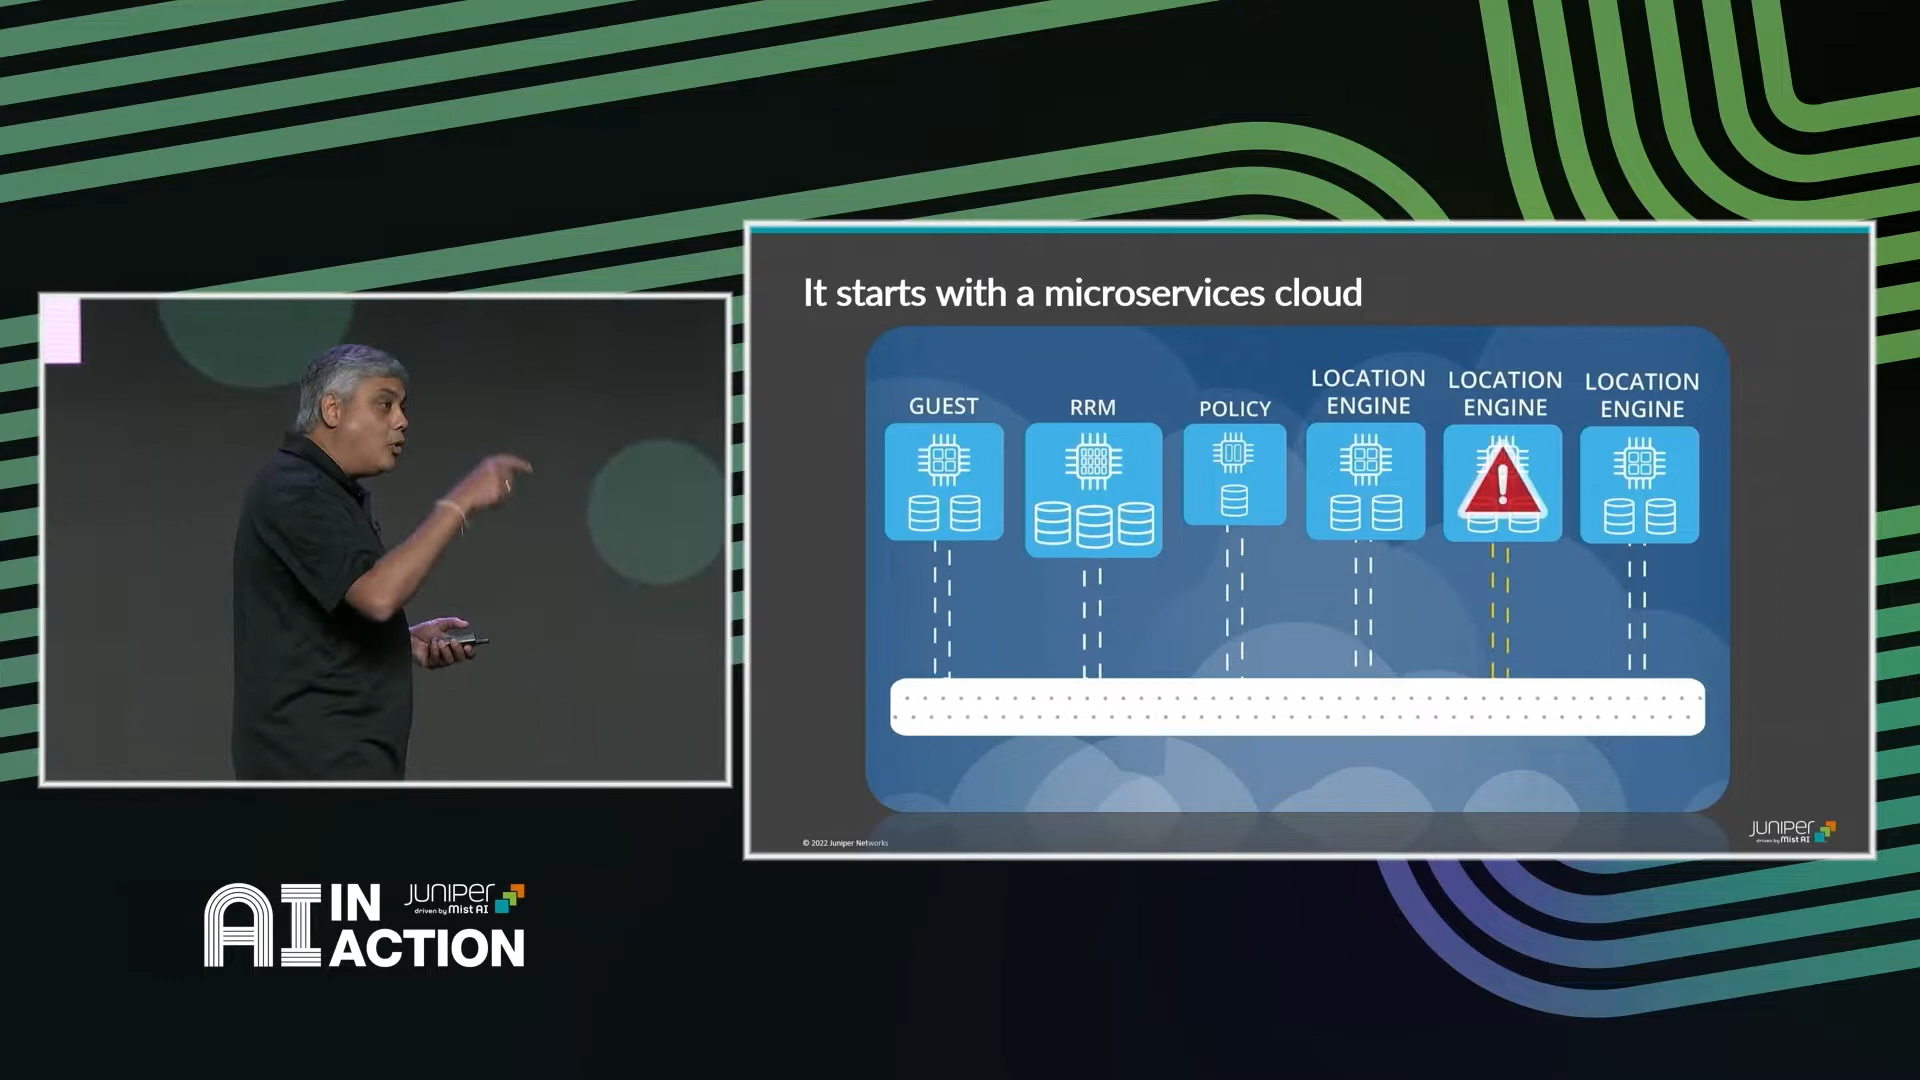 It starts with a microservices cloud
GUEST
RRM
POLICY
LOCATION
ENGINE
LOCATION
ENGINE
LOCATION
ENGINE
!
© 2022 Juniper Networks
JUNIPEr
driven by Mist AI
AI IN
ACTION
JUNIPEr
driven by Mist AI